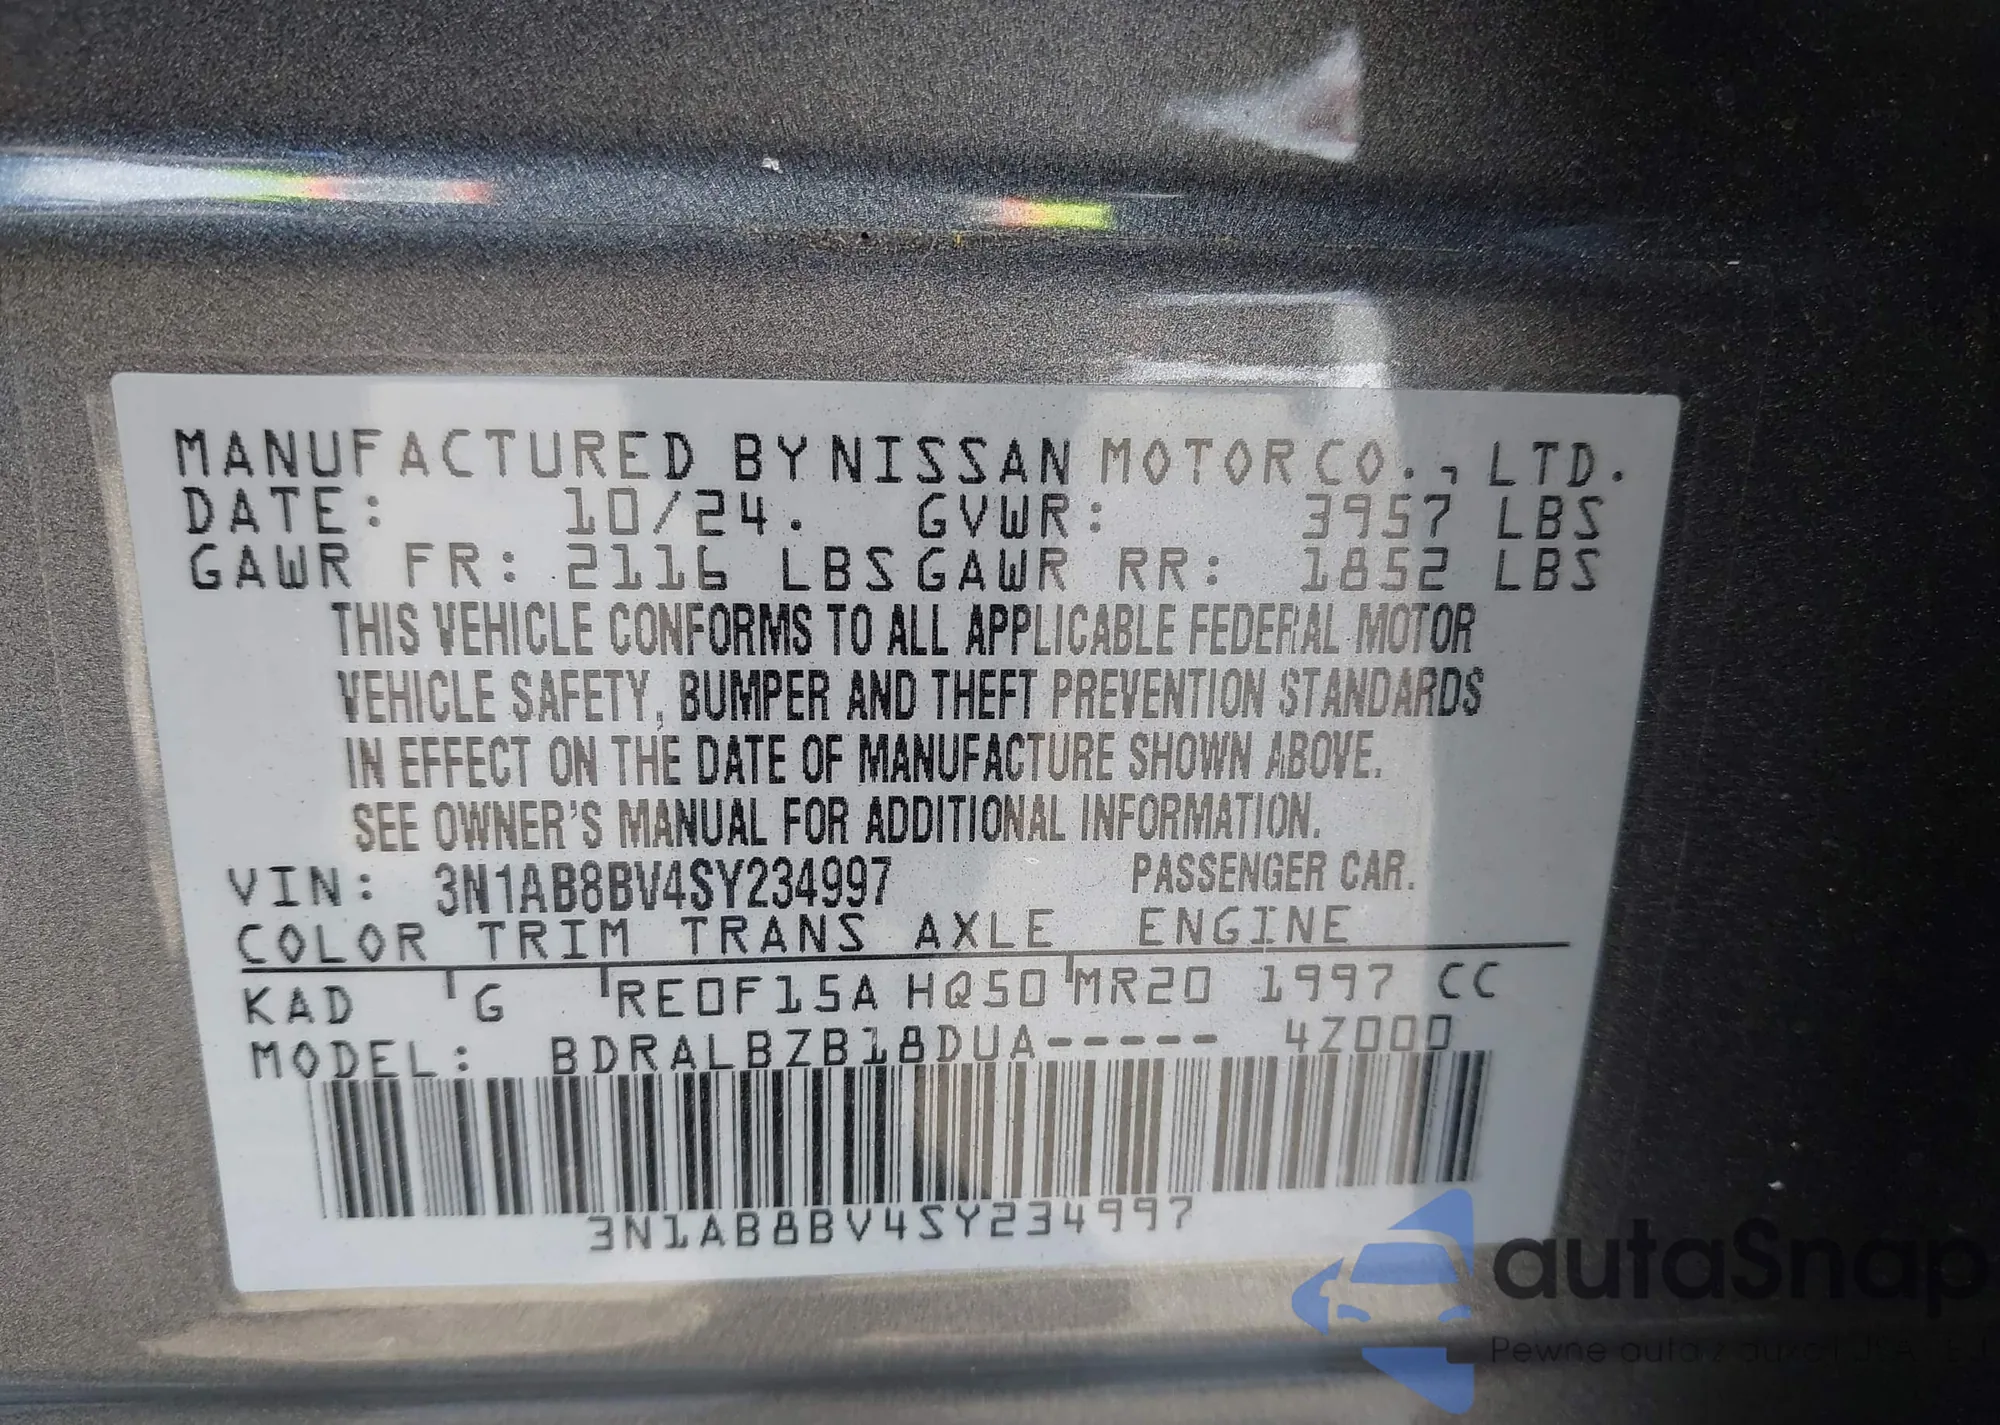 MANUFACTURED BY NISSAN MOTOR CO., LTD.
DATE: 10/24. GVWR: 3957 LBS
GAWR FR: 2116 LBS GAWR RR: 1852 LBS
THIS VEHICLE CONFORMS TO ALL APPLICABLE FEDERAL MOTOR
VEHICLE SAFETY, BUMPER AND THEFT PREVENTION STANDARDS
IN EFFECT ON THE DATE OF MANUFACTURE SHOWN ABOVE.
SEE OWNER'S MANUAL FOR ADDITIONAL INFORMATION.
VIN: 3N1AB8BV4SY234997 PASSENGER CAR.
COLOR TRIM TRANS AXLE ENGINE
KAD G RE0F15A HQ50 MR20 1997 CC
MODEL: BDRALBZB18DUA----- 4Z000
3N1AB8BV4SY234997
autaSnap
Pewne auta z